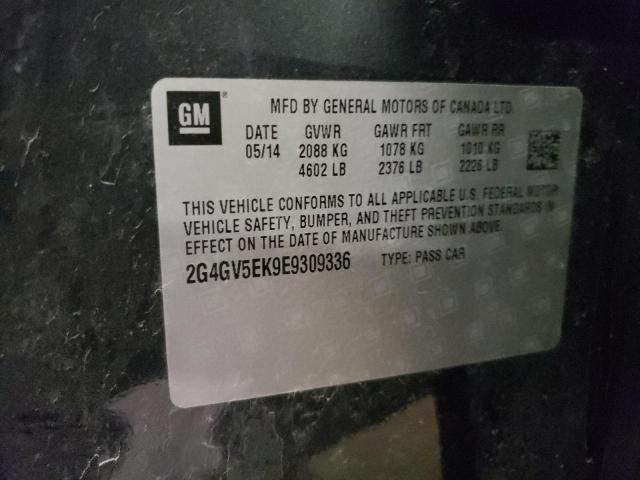 GM®
MFD BY GENERAL MOTORS OF CANADA LTD.
DATE GVWR GAWR FRT GAWR RR
05/14 2088 KG 1078 KG 1010 KG
4602 LB 2376 LB 2226 LB
THIS VEHICLE CONFORMS TO ALL APPLICABLE U.S. FEDERAL MOTOR
VEHICLE SAFETY, BUMPER, AND THEFT PREVENTION STANDARDS IN
EFFECT ON THE DATE OF MANUFACTURE SHOWN ABOVE.
2G4GV5EK9E9309336 TYPE: PASS CAR